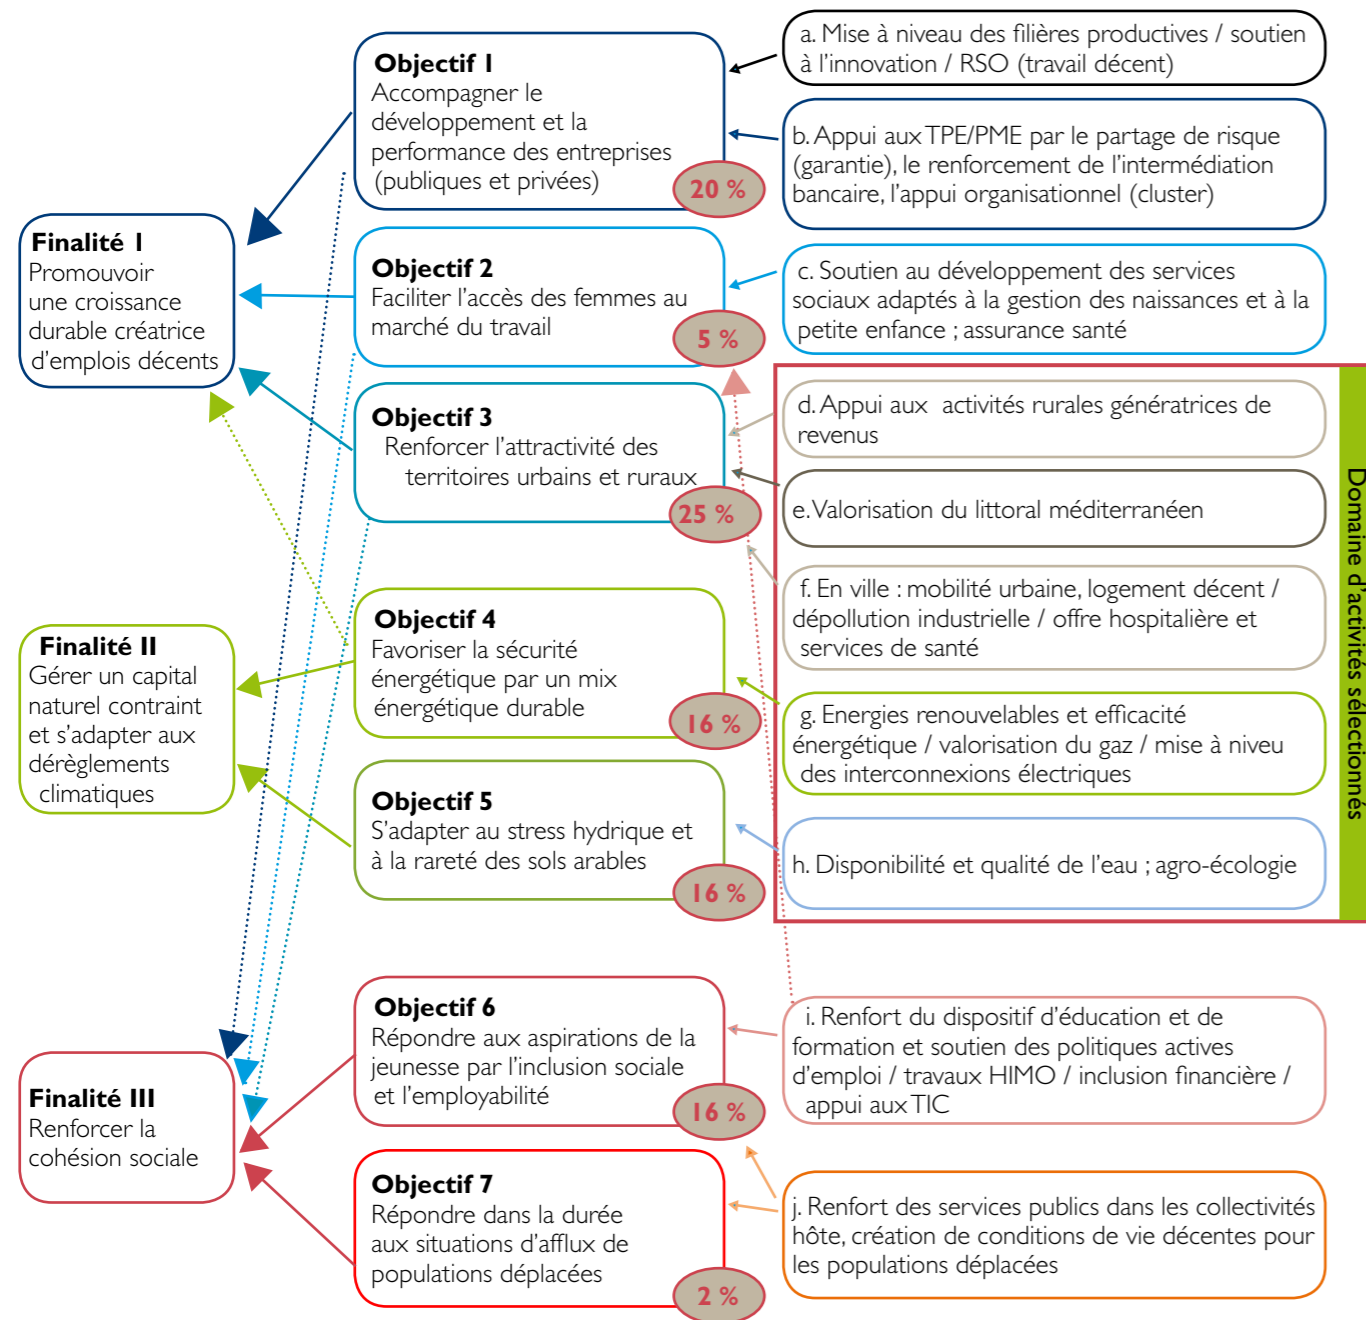 Finalité I
Promouvoir
une croissance
durable créatrice
d'emplois décents
Finalité II
Gérer un capital
naturel contraint
et s'adapter aux
dérèglements
climatiques
Finalité III
Renforcer la
cohésion sociale
Objectif I
Accompagner le
développement et la
performance des entreprises
(publiques et privées)
20 %
Objectif 2
Faciliter l'accès des femmes au
marché du travail
5 %
Objectif 3
Renforcer l'attractivité des
territoires urbains et ruraux
25 %
Objectif 4
Favoriser la sécurité
énergétique par un mix
énergétique durable
16 %
Objectif 5
S'adapter au stress hydrique et
à la rareté des sols arables
16 %
Objectif 6
Répondre aux aspirations de la
jeunesse par l'inclusion sociale
et l'employabilité
16 %
Objectif 7
Répondre dans la durée
aux situations d'afflux de
populations déplacées
2 %
a. Mise à niveau des filières productives / soutien
à l'innovation / RSO (travail décent)
b. Appui aux TPE/PME par le partage de risque
(garantie), le renforcement de l'intermédiation
bancaire, l'appui organisationnel (cluster)
c. Soutien au développement des services
sociaux adaptés à la gestion des naissances et à la
petite enfance ; assurance santé
d. Appui aux activités rurales génératrices de
revenus
e. Valorisation du littoral méditerranéen
f. En ville : mobilité urbaine, logement décent /
dépollution industrielle / offre hospitalière et
services de santé
g. Energies renouvelables et efficacité
énergétique / valorisation du gaz / mise à niveu
des interconnexions électriques
h. Disponibilité et qualité de l'eau ; agro-écologie
i. Renfort du dispositif d'éducation et de
formation et soutien des politiques actives
d'emploi / travaux HIMO / inclusion financière /
appui aux TIC
j. Renfort des services publics dans les collectivités
hôte, création de conditions de vie décentes pour
les populations déplacées
Domaine d'activités sélectionnés